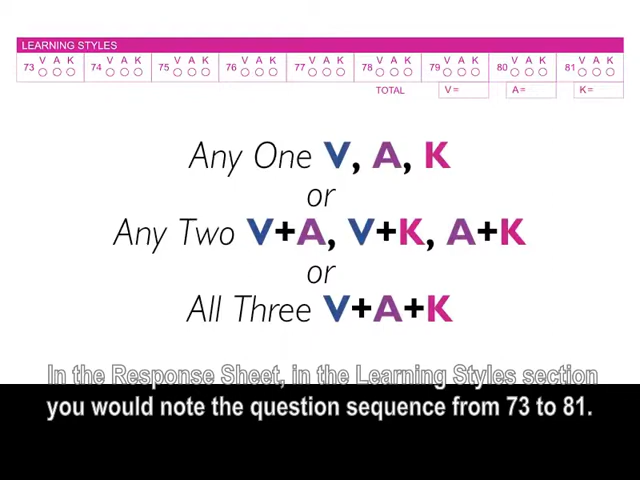 LEARNING STYLES
V A K V A K V A K V A K V A K V A K V A K V A K V A K
73 74 75 76 77 78 79 80 81
TOTAL V = A = K =
Any One V, A, K
or
Any Two V+A, V+K, A+K
or
All Three V+A+K
In the Response Sheet, in the Learning Styles section
you would note the question sequence from 73 to 81.